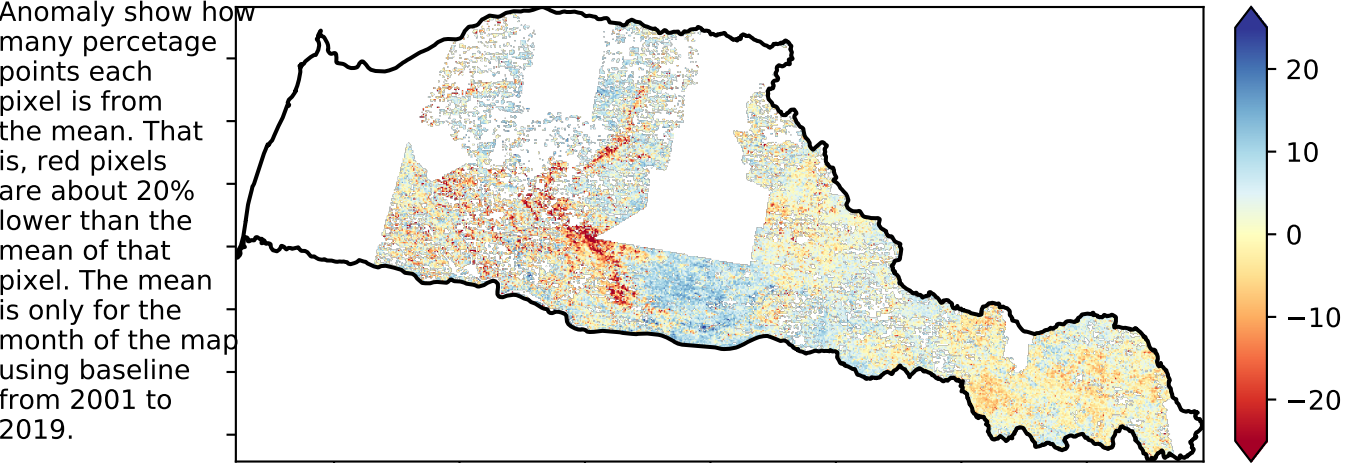 Anomaly show how
many percetage
points each
pixel is from
the mean. That
is, red pixels
are about 20%
lower than the
mean of that
pixel. The mean
is only for the
month of the map
using baseline
from 2001 to
2019.
20
10
0
−10
−20